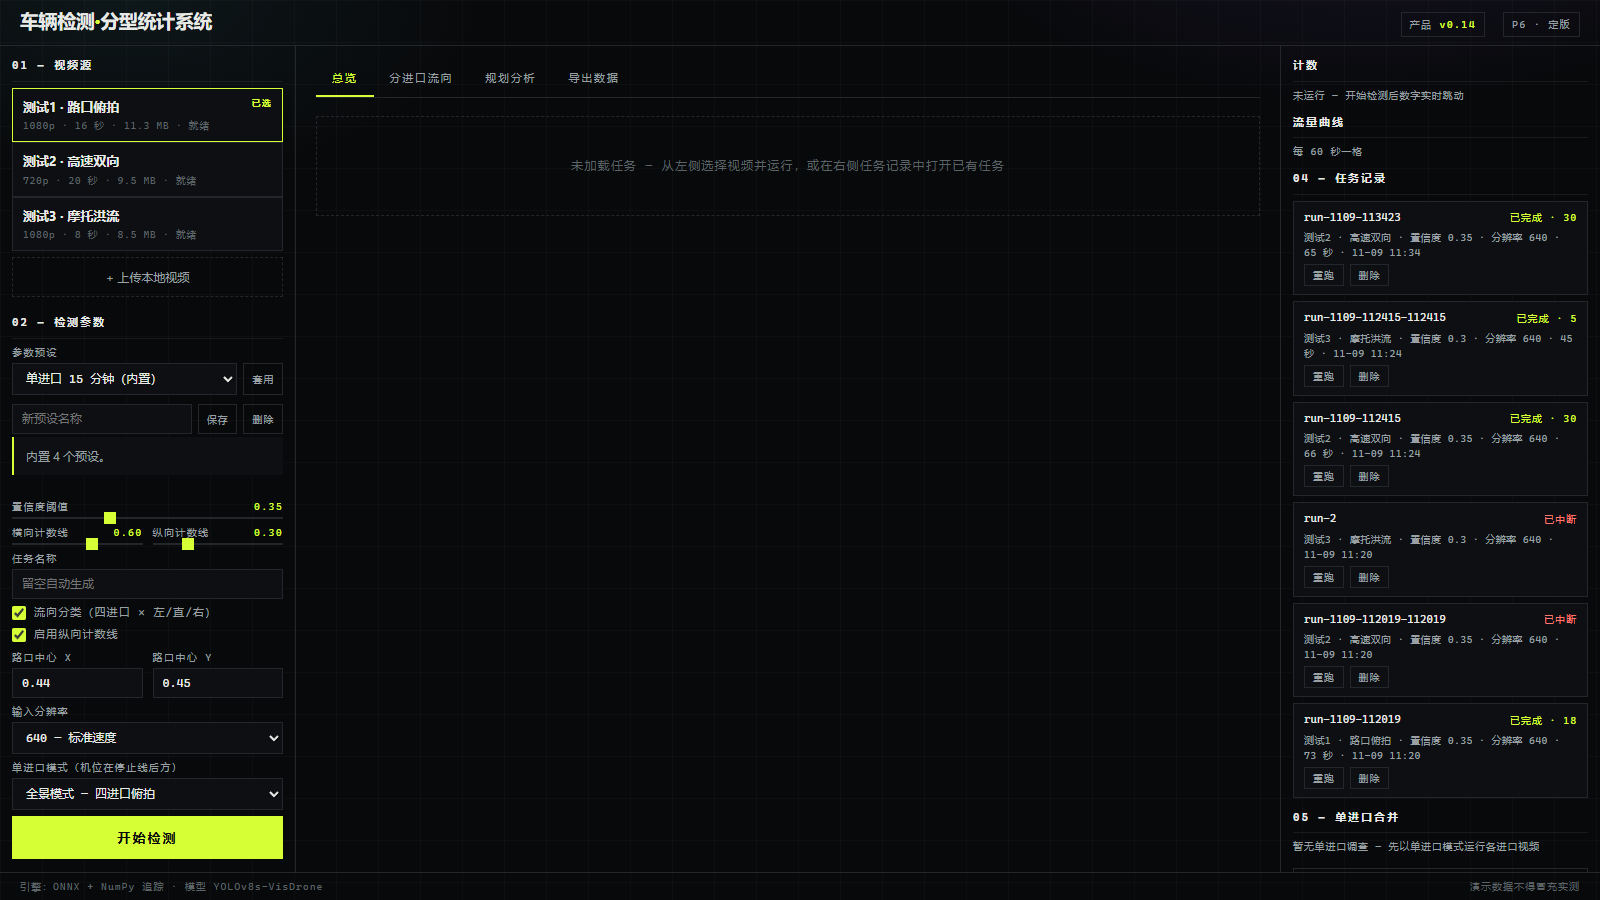 车辆检测·分型统计系统
产品 v0.14
P6 · 定版
01 — 视频源
测试1 · 路口俯拍
已选
1080p · 16 秒 · 11.3 MB · 就绪
测试2 · 高速双向
720p · 20 秒 · 9.5 MB · 就绪
测试3 · 摩托洪流
1080p · 8 秒 · 8.5 MB · 就绪
+ 上传本地视频
02 — 检测参数
参数预设
单进口 15 分钟 (内置)
套用
新预设名称
保存
删除
内置 4 个预设。
置信度阈值 0.35
横向计数线 0.60
纵向计数线 0.30
任务名称
留空自动生成
流向分类 (四进口 × 左/直/右)
启用纵向计数线
路口中心 X
路口中心 Y
0.44
0.45
输入分辨率
640 — 标准速度
单进口模式 (机位在停止线后方)
全景模式 — 四进口俯拍
开始检测
总览
分进口流向
规划分析
导出数据
未加载任务 — 从左侧选择视频并运行, 或在右侧任务记录中打开已有任务
计数
未运行 — 开始检测后数字实时跳动
流量曲线
每 60 秒一格
04 — 任务记录
run-1109-113423
已完成 · 30
测试2 · 高速双向 · 置信度 0.35 · 分辨率 640 ·
65 秒 · 11-09 11:34
重跑
删除
run-1109-112415-112415
已完成 · 5
测试3 · 摩托洪流 · 置信度 0.3 · 分辨率 640 · 45
秒 · 11-09 11:24
重跑
删除
run-1109-112415
已完成 · 30
测试2 · 高速双向 · 置信度 0.35 · 分辨率 640 ·
66 秒 · 11-09 11:24
重跑
删除
run-2
已中断
测试3 · 摩托洪流 · 置信度 0.3 · 分辨率 640 ·
11-09 11:20
重跑
删除
run-1109-112019-112019
已中断
测试2 · 高速双向 · 置信度 0.35 · 分辨率 640 ·
11-09 11:20
重跑
删除
run-1109-112019
已完成 · 18
测试1 · 路口俯拍 · 置信度 0.35 · 分辨率 640 ·
73 秒 · 11-09 11:20
重跑
删除
05 — 单进口合并
暂无单进口调查 — 先以单进口模式运行各进口视频
引擎: ONNX + NumPy 追踪 · 模型 YOLOv8s-VisDrone
演示数据不得冒充实测